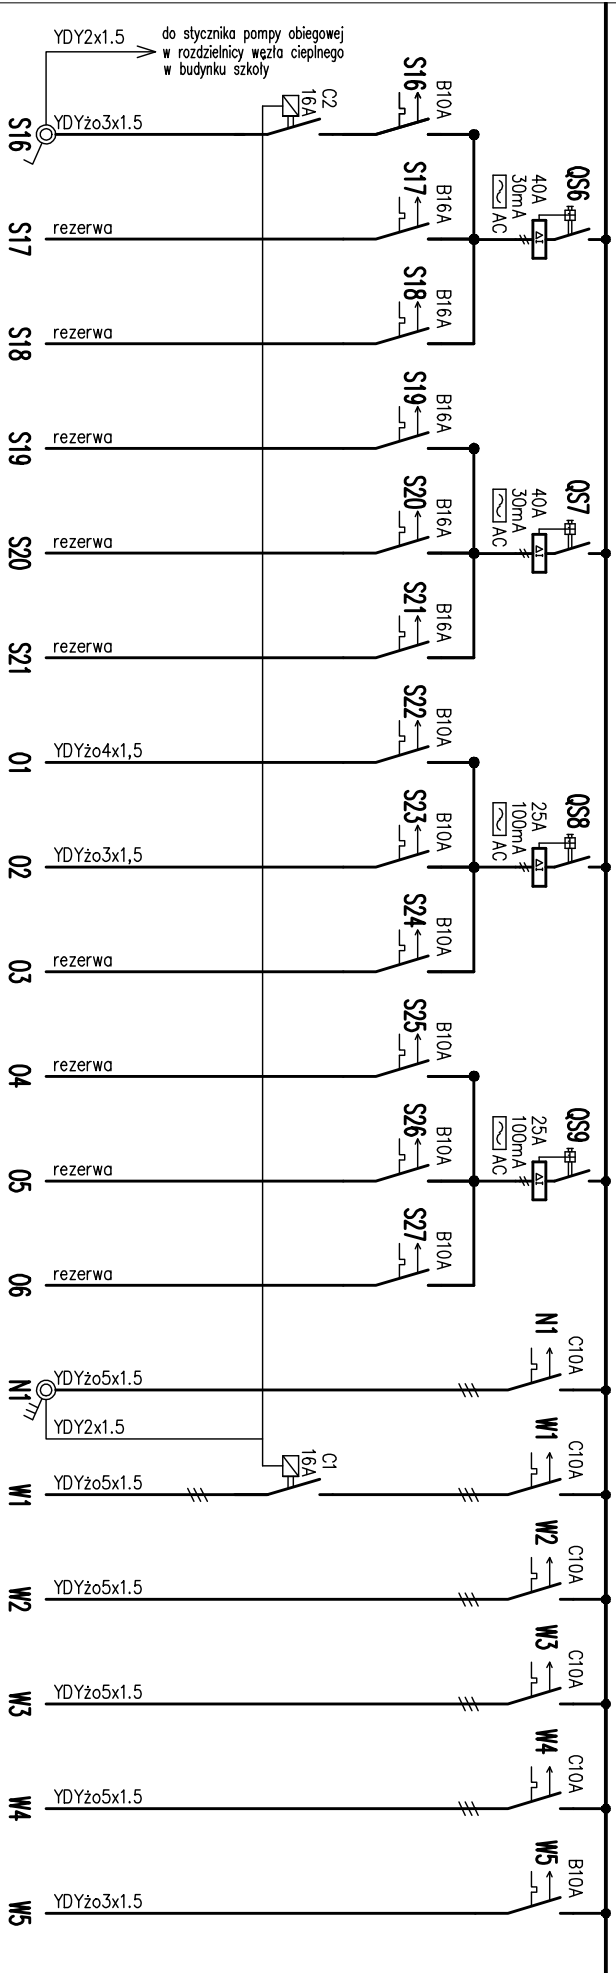 do stycznika pompy obiegowej
w rozdzielnicy węzła cieplnego
w budynku szkoły
YDY2x1.5
S16
YDYżo3x1.5
C2
16A
S16
B10A
QS6
40A
30mA
AC
S17
rezerwa
S17
B16A
S18
rezerwa
S18
B16A
S19
rezerwa
S19
B16A
QS7
40A
30mA
AC
S20
rezerwa
S20
B16A
S21
rezerwa
S21
B16A
O1
YDYżo4x1,5
S22
B10A
QS8
25A
100mA
AC
O2
YDYżo3x1,5
S23
B10A
O3
rezerwa
S24
B10A
O4
rezerwa
S25
B10A
QS9
25A
100mA
AC
O5
rezerwa
S26
B10A
O6
rezerwa
S27
B10A
N1
YDYżo5x1.5
YDY2x1.5
N1
C10A
W1
YDYżo5x1.5
C1
16A
W1
C10A
W2
YDYżo5x1.5
W2
C10A
W3
YDYżo5x1.5
W3
C10A
W4
YDYżo5x1.5
W4
C10A
W5
YDYżo3x1.5
W5
B10A